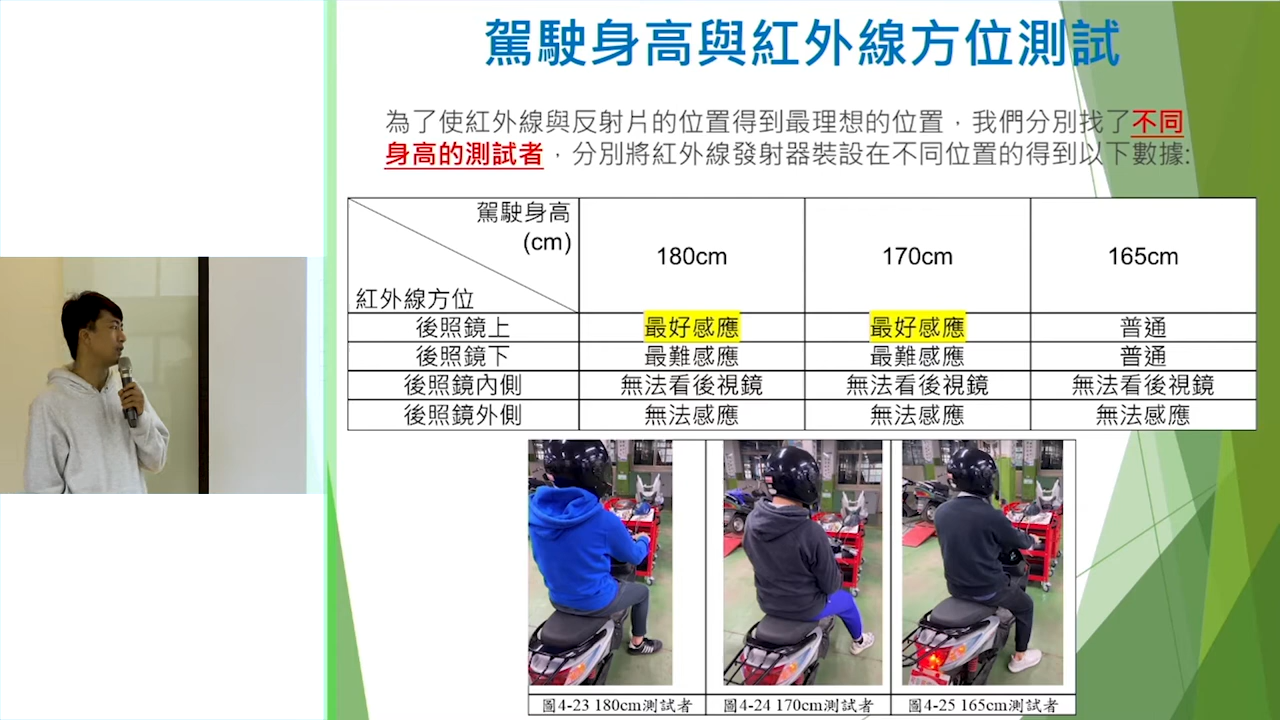 駕駛身高與紅外線方位測試
為了使紅外線與反射片的位置得到最理想的位置，我們分別找了不同
身高的測試者，分別將紅外線發射器裝設在不同位置的得到以下數據:
駕駛身高
(cm)
紅外線方位
180cm
170cm
165cm
後照鏡上
最好感應
最好感應
普通
後照鏡下
最難感應
最難感應
普通
後照鏡內側
無法看後視鏡
無法看後視鏡
無法看後視鏡
後照鏡外側
無法感應
無法感應
無法感應
圖4-23 180cm測試者
圖4-24 170cm測試者
圖4-25 165cm測試者